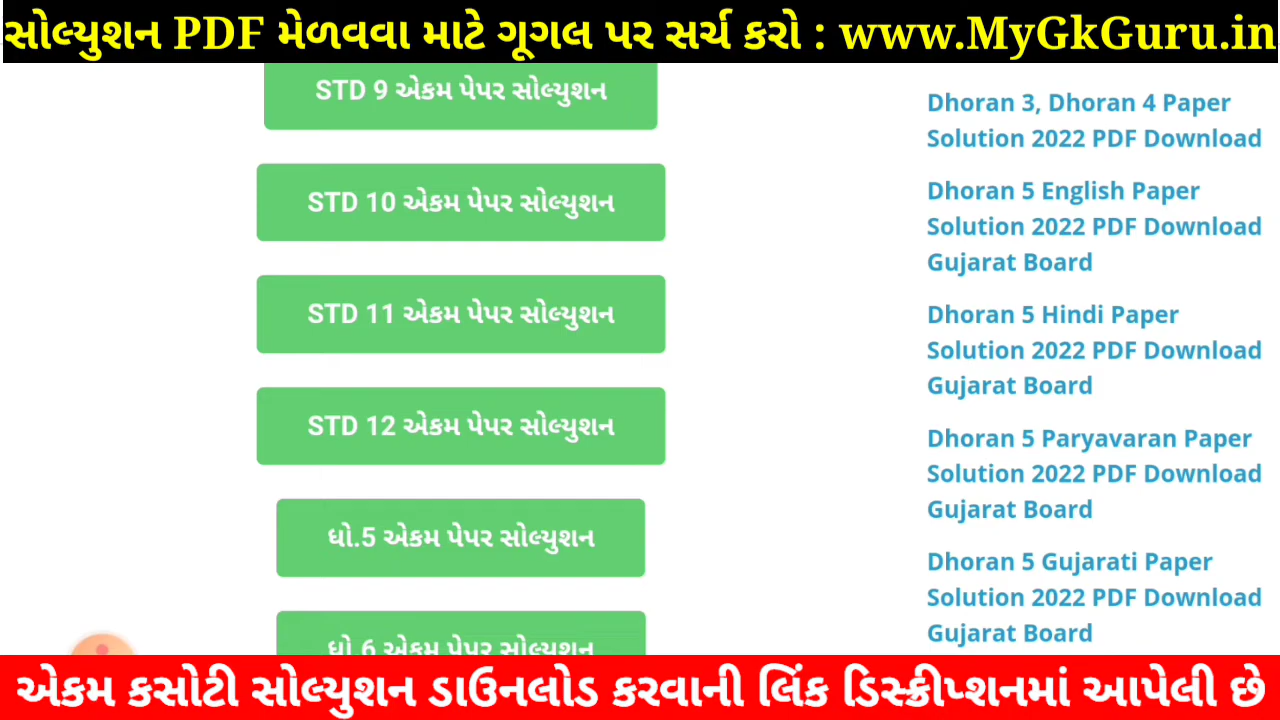 સોલ્યુશન PDF મેળવવા માટે ગૂગલ પર સર્ચ કરો : www.MyGkGuru.in
STD 9 એકમ પેપર સોલ્યુશન
STD 10 એકમ પેપર સોલ્યુશન
STD 11 એકમ પેપર સોલ્યુશન
STD 12 એકમ પેપર સોલ્યુશન
ધો.5 એકમ પેપર સોલ્યુશન
ધો.6 એકમ પેપર સોલ્યુશન
Dhoran 3, Dhoran 4 Paper
Solution 2022 PDF Download
Dhoran 5 English Paper
Solution 2022 PDF Download
Gujarat Board
Dhoran 5 Hindi Paper
Solution 2022 PDF Download
Gujarat Board
Dhoran 5 Paryavaran Paper
Solution 2022 PDF Download
Gujarat Board
Dhoran 5 Gujarati Paper
Solution 2022 PDF Download
Gujarat Board
એકમ કસોટી સોલ્યુશન ડાઉનલોડ કરવાની લિંક ડિસ્ક્રીપ્શનમાં આપેલી છે